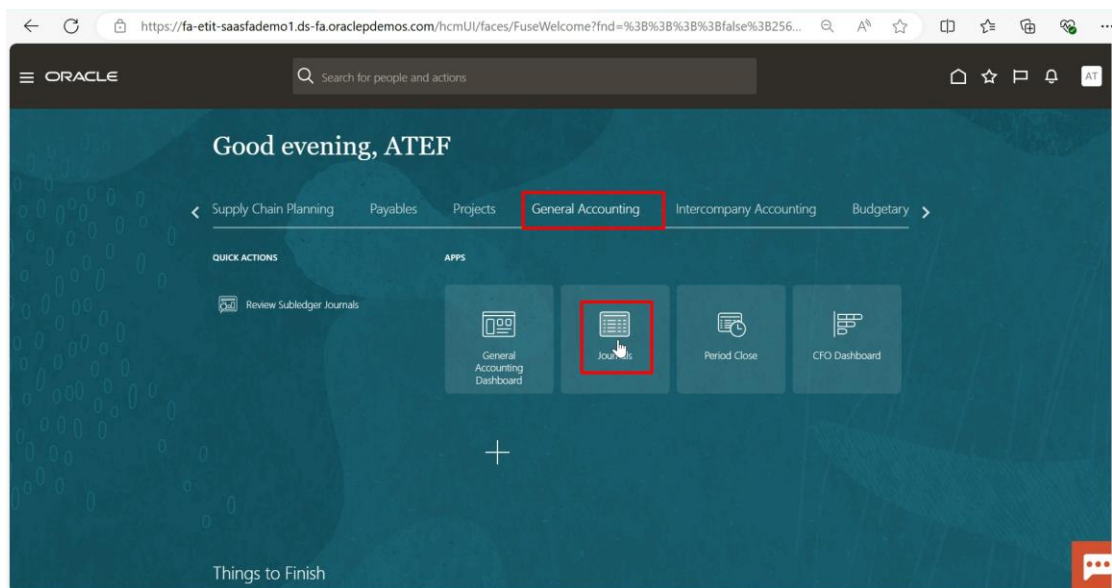 https://fa-etit-saasfademo1.ds-fa.oraclepdemos.com/hcmUI/faces/FuseWelcome?fnd=%3B%3B%3B%3Bfalse%3B256...
ORACLE
Search for people and actions
AT
Good evening, ATEF
Supply Chain Planning Payables Projects General Accounting Intercompany Accounting Budgetary
QUICK ACTIONS
APPS
Review Subledger Journals
General
Accounting
Dashboard
Journals
Period Close
CFO Dashboard
Things to Finish